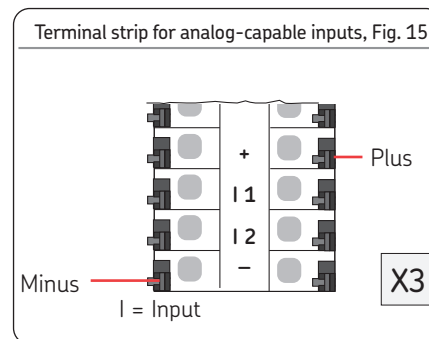 Terminal strip for analog-capable inputs, Fig. 15
+
Plus
I 1
I 2
–
Minus
X3
I = Input